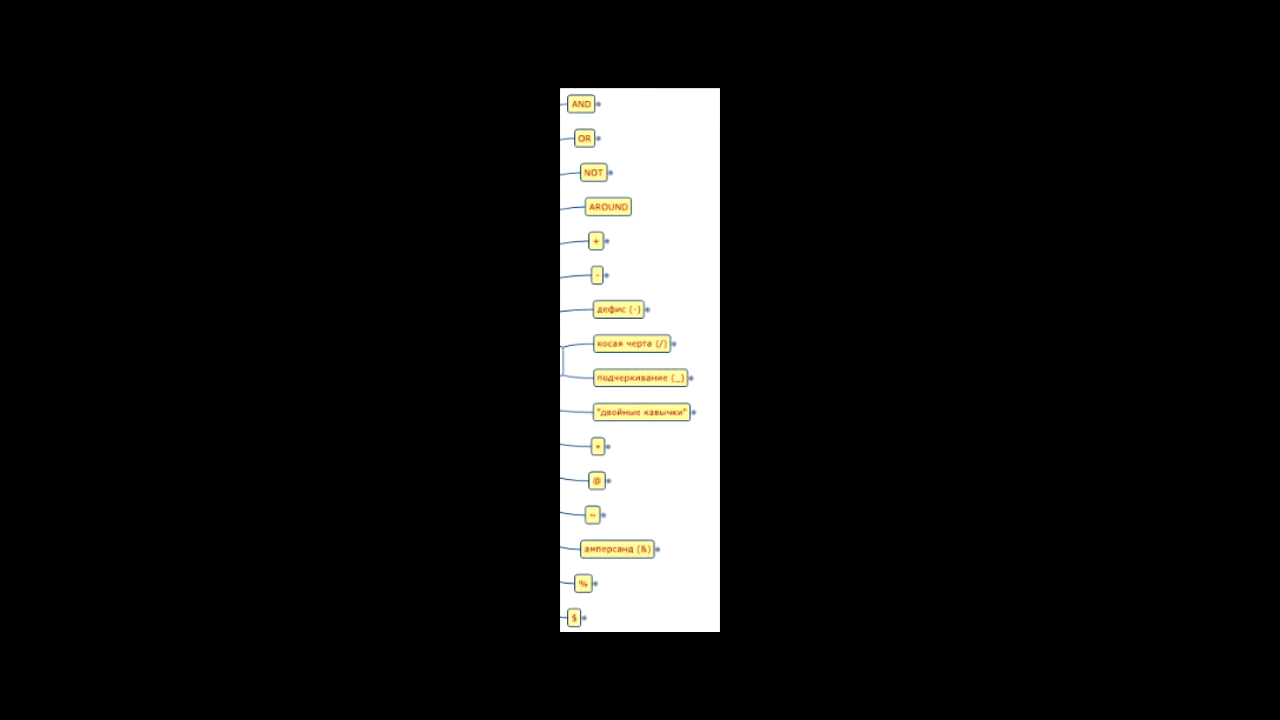 AND
OR
NOT
AROUND
+
-
дефис (-)
косая черта (/)
подчеркивание (_)
"двойные кавычки"
*
@
~
амперсанд (&)
%
$